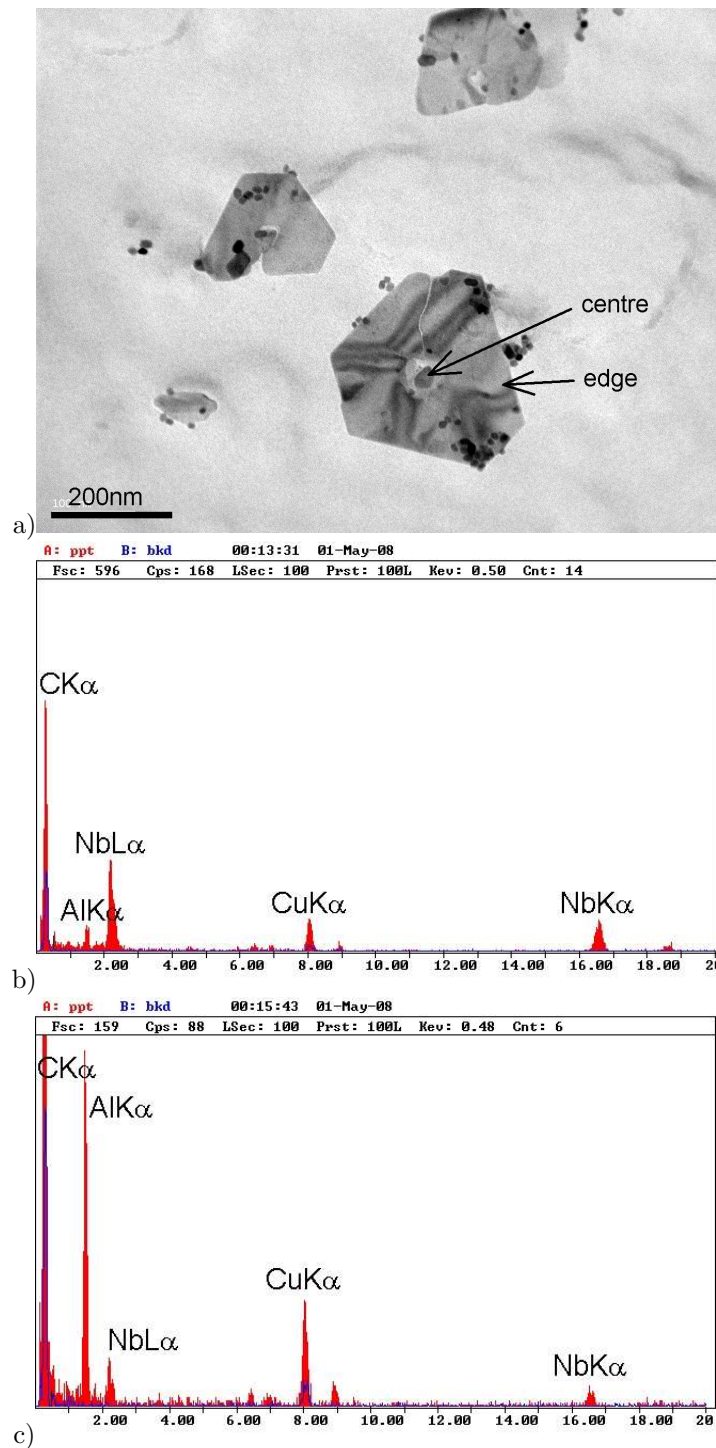 centre
edge
200nm
a)
A: ppt B: bkd 00:13:31 01-May-08
Fsc: 596 Cps: 168 LSec: 100 Prst: 100L Kev: 0.50 Cnt: 14
CKα
NbLα
AlKα
CuKα
NbKα
2.00 4.00 6.00 8.00 10.00 12.00 14.00 16.00 18.00 20
b)
A: ppt B: bkd 00:15:43 01-May-08
Fsc: 159 Cps: 88 LSec: 100 Prst: 100L Kev: 0.48 Cnt: 6
CKα
AlKα
CuKα
NbLα
NbKα
2.00 4.00 6.00 8.00 10.00 12.00 14.00 16.00 18.00 20
c)